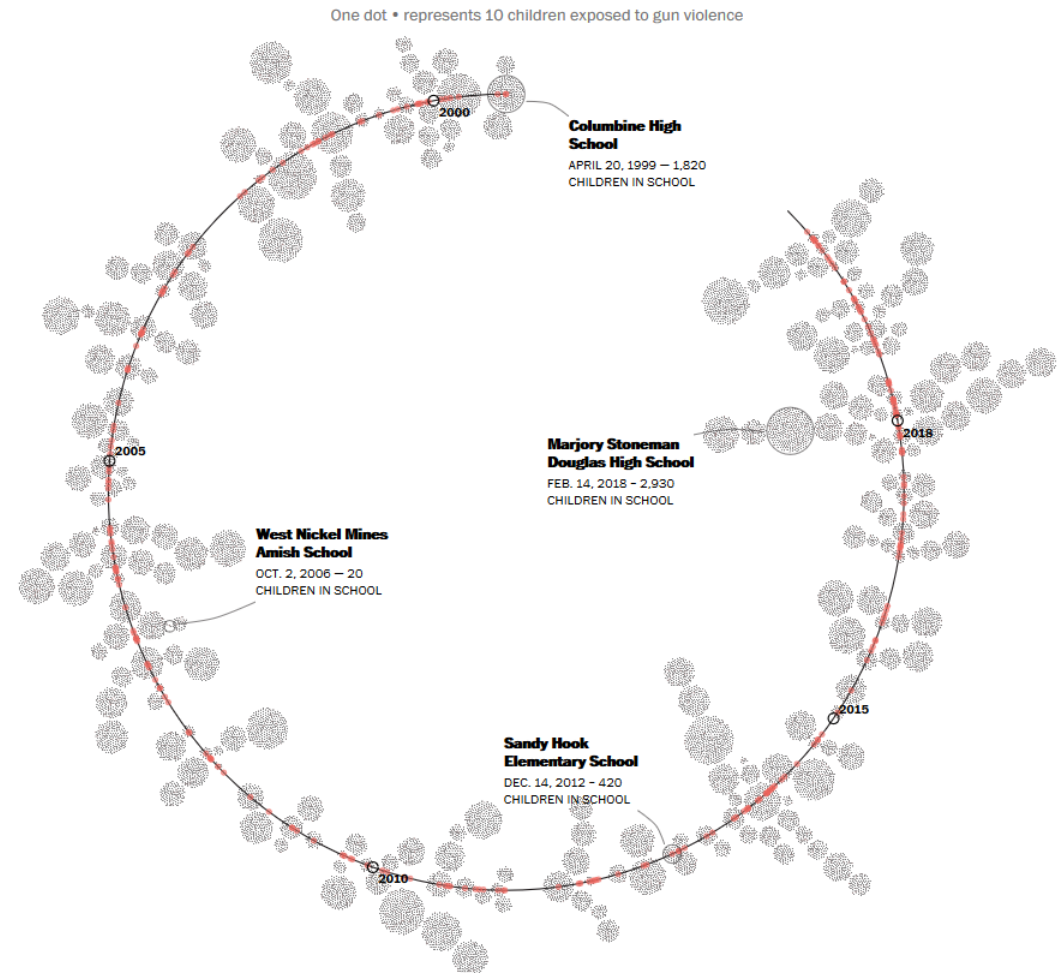 One dot • represents 10 children exposed to gun violence
2000
Columbine High
School
APRIL 20, 1999 — 1,820
CHILDREN IN SCHOOL
2018
Marjory Stoneman
Douglas High School
FEB. 14, 2018 – 2,930
CHILDREN IN SCHOOL
2005
West Nickel Mines
Amish School
OCT. 2, 2006 — 20
CHILDREN IN SCHOOL
2015
Sandy Hook
Elementary School
DEC. 14, 2012 – 420
CHILDREN IN SCHOOL
2010